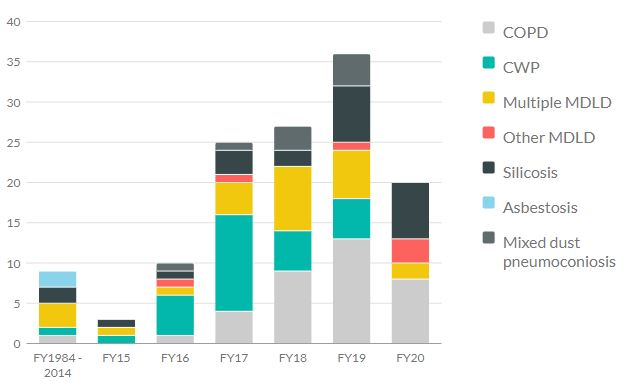 40
35
30
25
20
15
10
5
0
FY1984 -
2014
FY15
FY16
FY17
FY18
FY19
FY20
COPD
CWP
Multiple MDLD
Other MDLD
Silicosis
Asbestosis
Mixed dust
pneumoconiosis